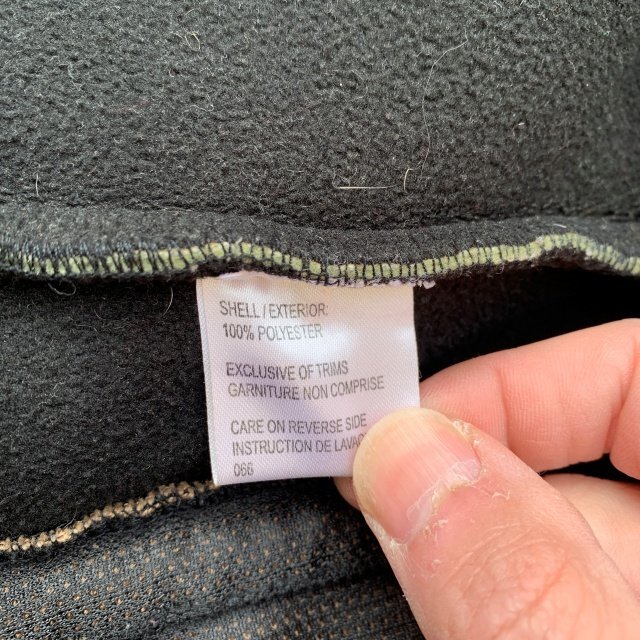 SHELL / EXTERIOR:
100% POLYESTER
EXCLUSIVE OF TRIMS
GARNITURE NON COMPRISE
CARE ON REVERSE SIDE
INSTRUCTION DE LAVAG
066